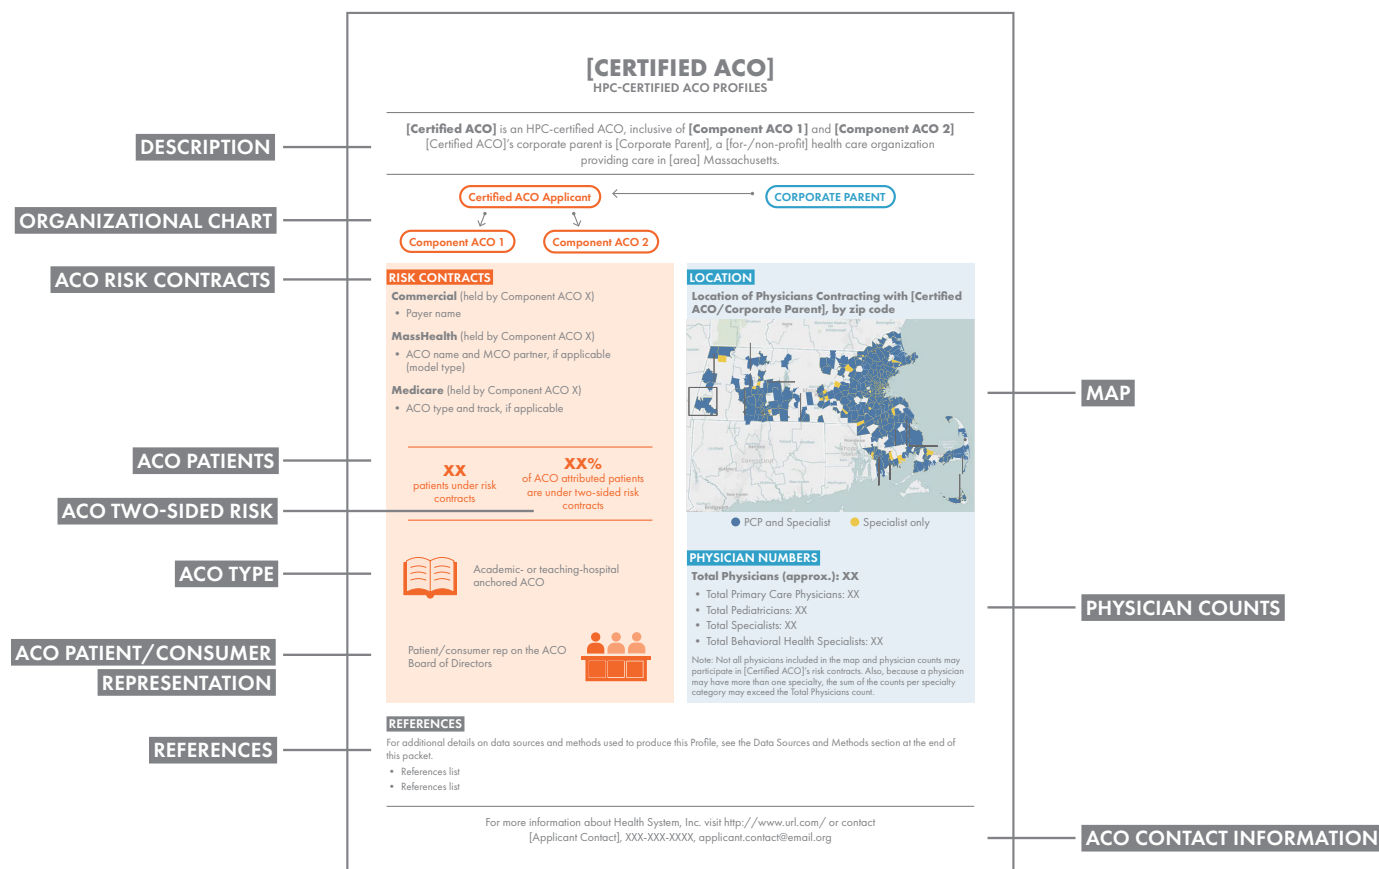 [CERTIFIED ACO]
HPC-CERTIFIED ACO PROFILES
DESCRIPTION
[Certified ACO] is an HPC-certified ACO, inclusive of [Component ACO 1] and [Component ACO 2]
[Certified ACO]'s corporate parent is [Corporate Parent], a [for-/non-profit] health care organization
providing care in [area] Massachusetts.
ORGANIZATIONAL CHART
Certified ACO Applicant
CORPORATE PARENT
Component ACO 1
Component ACO 2
ACO RISK CONTRACTS
RISK CONTRACTS
Commercial (held by Component ACO X)
• Payer name
MassHealth (held by Component ACO X)
• ACO name and MCO partner, if applicable
(model type)
Medicare (held by Component ACO X)
• ACO type and track, if applicable
ACO PATIENTS
XX
patients under risk
contracts
ACO TWO-SIDED RISK
XX%
of ACO attributed patients
are under two-sided risk
contracts
ACO TYPE
Academic- or teaching-hospital
anchored ACO
ACO PATIENT/CONSUMER
REPRESENTATION
Patient/consumer rep on the ACO
Board of Directors
LOCATION
Location of Physicians Contracting with [Certified
ACO/Corporate Parent], by zip code
MAP
PCP and Specialist
Specialist only
PHYSICIAN NUMBERS
Total Physicians (approx.): XX
• Total Primary Care Physicians: XX
• Total Pediatricians: XX
• Total Specialists: XX
• Total Behavioral Health Specialists: XX
PHYSICIAN COUNTS
Note: Not all physicians included in the map and physician counts may
participate in [Certified ACO]'s risk contracts. Also, because a physician
may have more than one specialty, the sum of the counts per specialty
category may exceed the Total Physicians count.
REFERENCES
REFERENCES
For additional details on data sources and methods used to produce this Profile, see the Data Sources and Methods section at the end of
this packet.
• References list
• References list
For more information about Health System, Inc. visit http://www.url.com/ or contact
[Applicant Contact], XXX-XXX-XXXX, applicant.contact@email.org
ACO CONTACT INFORMATION